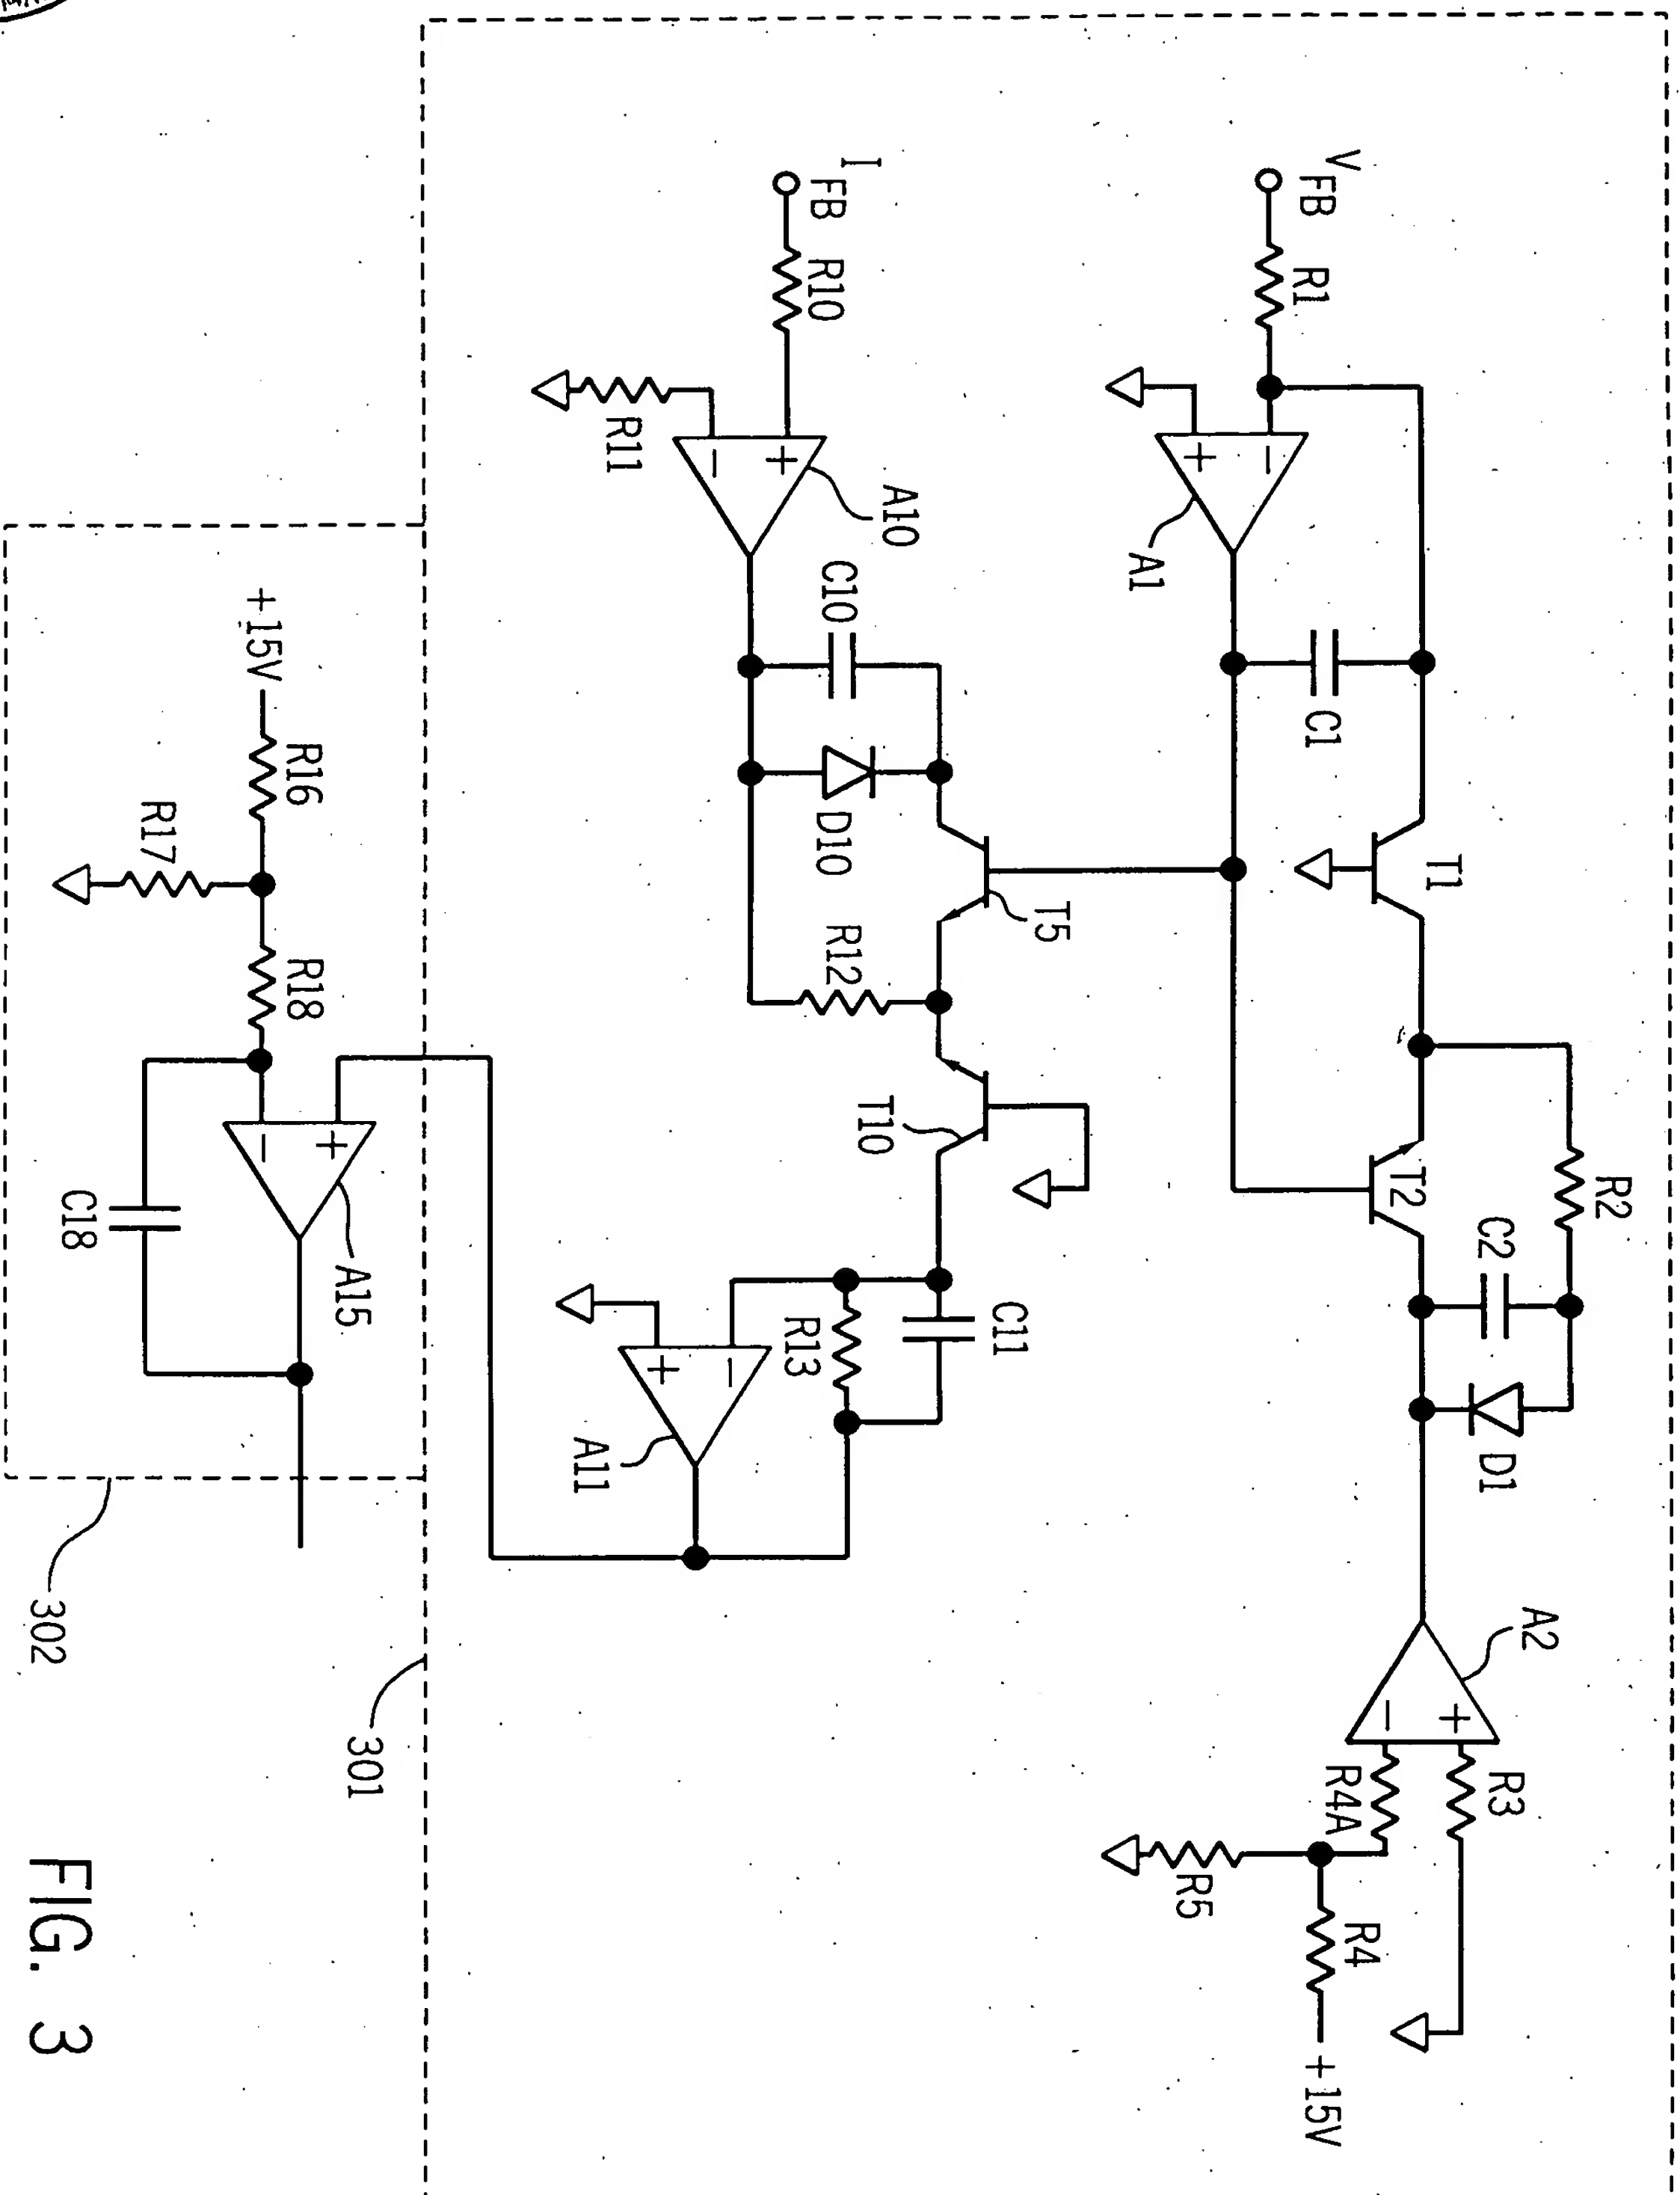 V
FB
R1
A1
C1
T1
T2
R2
C2
D1
A2
R3
R4A
R5
R4
+15V
+
-
-
+
I
FB
R10
R11
A10
+
-
C10
D10
T5
R12
T10
C11
R13
A11
-
+
+15V
R16
R17
R18
+
-
A15
C18
302
301
FIG. 3